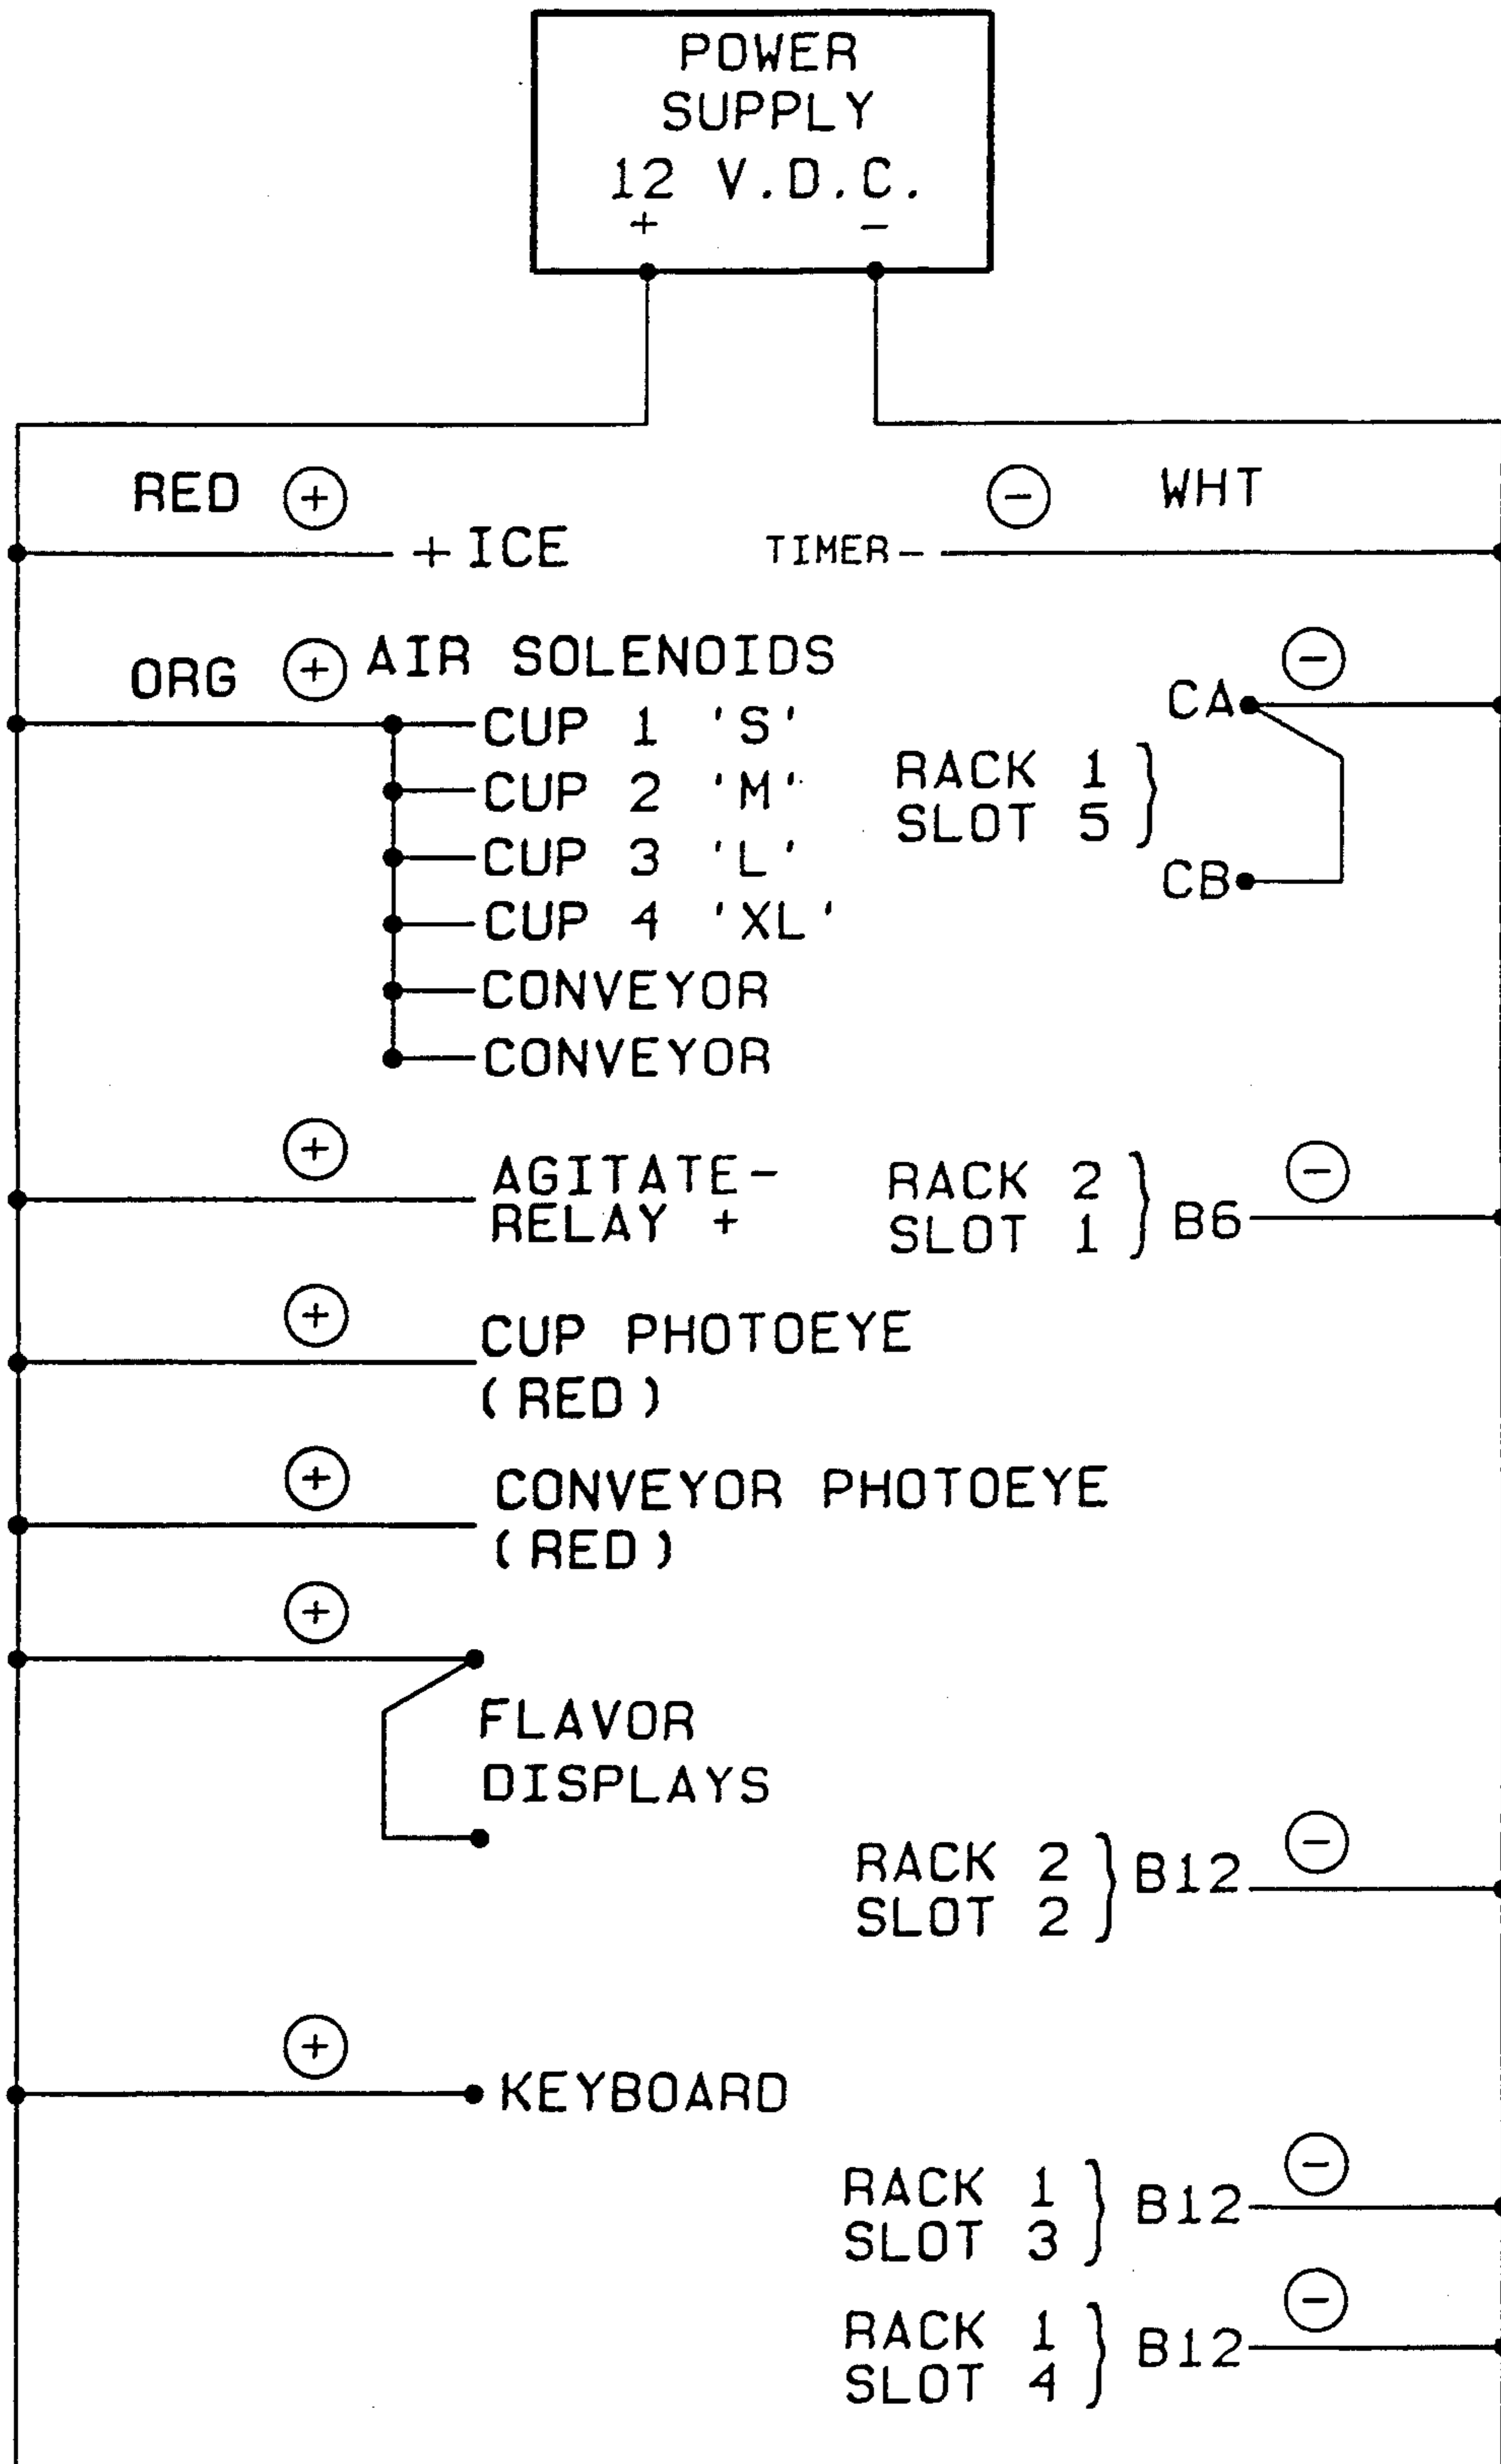 POWER
SUPPLY
12 V.D.C.
+ −
RED + WHT −
+ ICE
TIMER −
ORG +
AIR SOLENOIDS
CUP 1 'S'
CUP 2 'M'
CUP 3 'L'
CUP 4 'XL'
CONVEYOR
CONVEYOR
−
CA
RACK 1
SLOT 5
CB
+
AGITATE-
RELAY +
RACK 2
SLOT 1
B6
−
+
CUP PHOTOEYE
(RED)
+
CONVEYOR PHOTOEYE
(RED)
+
FLAVOR
DISPLAYS
RACK 2
SLOT 2
B12
−
+
KEYBOARD
RACK 1
SLOT 3
B12
−
RACK 1
SLOT 4
B12
−